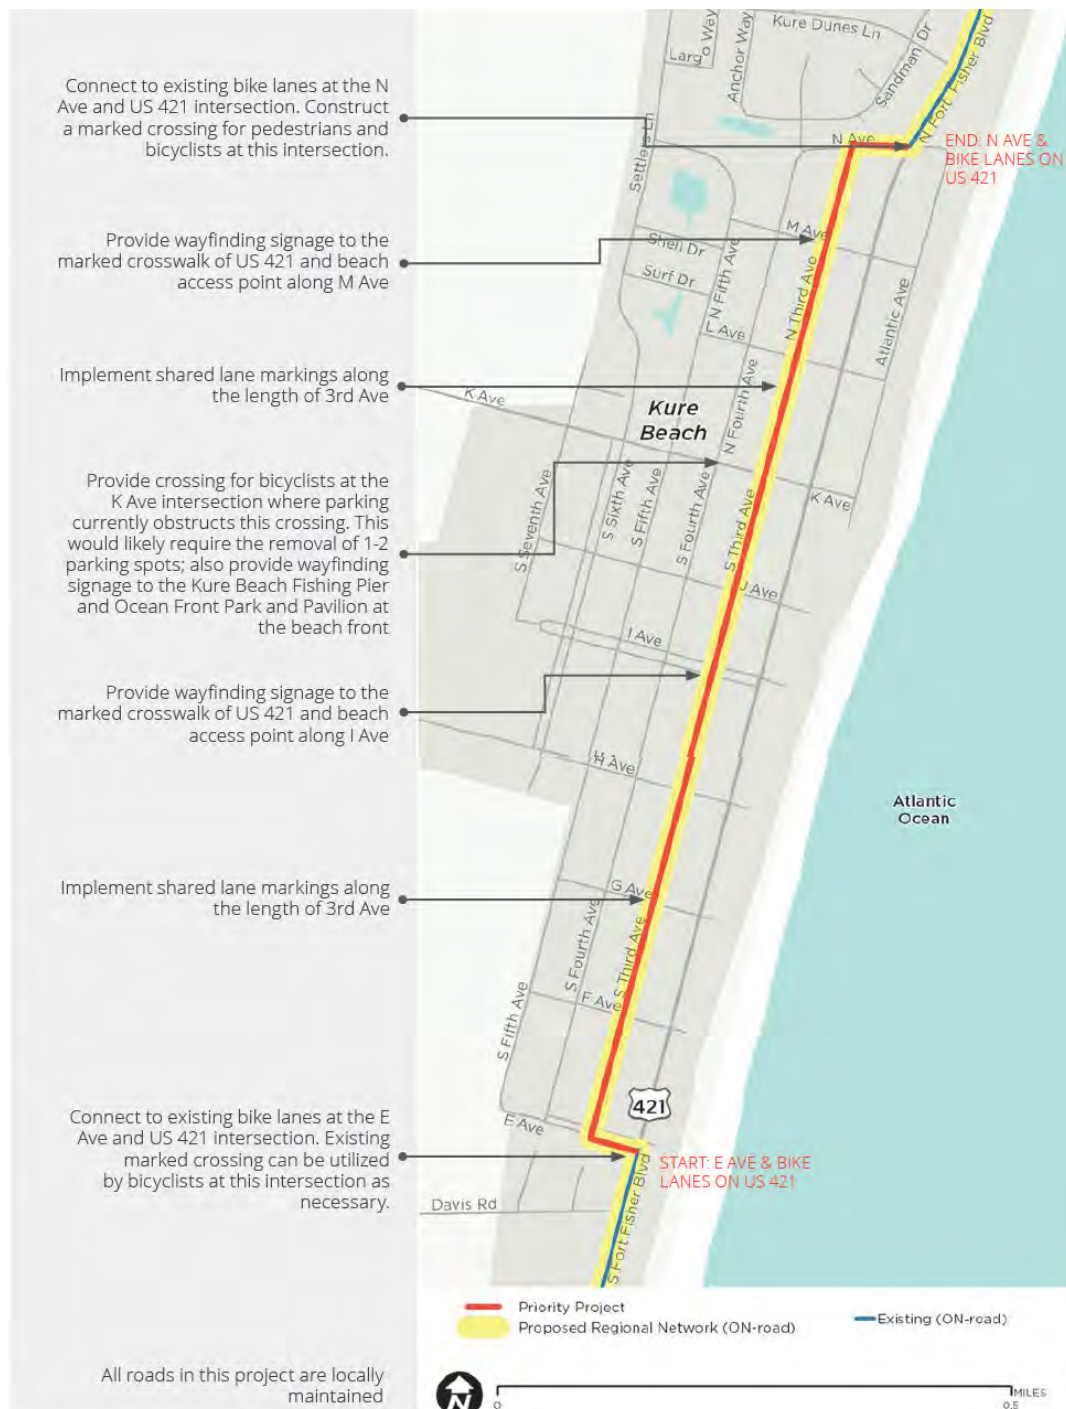 Connect to existing bike lanes at the N
Ave and US 421 intersection. Construct
a marked crossing for pedestrians and
bicyclists at this intersection.
Provide wayfinding signage to the
marked crosswalk of US 421 and beach
access point along M Ave
Implement shared lane markings along
the length of 3rd Ave
Provide crossing for bicyclists at the
K Ave intersection where parking
currently obstructs this crossing. This
would likely require the removal of 1-2
parking spots; also provide wayfinding
signage to the Kure Beach Fishing Pier
and Ocean Front Park and Pavilion at
the beach front
Provide wayfinding signage to the
marked crosswalk of US 421 and beach
access point along I Ave
Implement shared lane markings along
the length of 3rd Ave
Connect to existing bike lanes at the E
Ave and US 421 intersection. Existing
marked crossing can be utilized
by bicyclists at this intersection as
necessary.
All roads in this project are locally
maintained
Largo Way
Anchor Way
Kure Dunes Ln
Sandman Dr
N Fort Fisher Blvd
Settlers Ln
N Ave
END: N AVE &
BIKE LANES ON
US 421
Shell Dr
Surf Dr
N Fifth Ave
M Ave
N Third Ave
L Ave
Atlantic Ave
N Fourth Ave
K Ave
Kure
Beach
K Ave
S Seventh Ave
S Sixth Ave
S Fifth Ave
S Fourth Ave
S Third Ave
J Ave
I Ave
H Ave
Atlantic
Ocean
G Ave
S Fourth Ave
S Third Ave
F Ave
S Fifth Ave
421
E Ave
START: E AVE & BIKE
LANES ON US 421
Davis Rd
S Fort Fisher Blvd
Priority Project
Proposed Regional Network (ON-road)
Existing (ON-road)
N
0
0.5
MILES